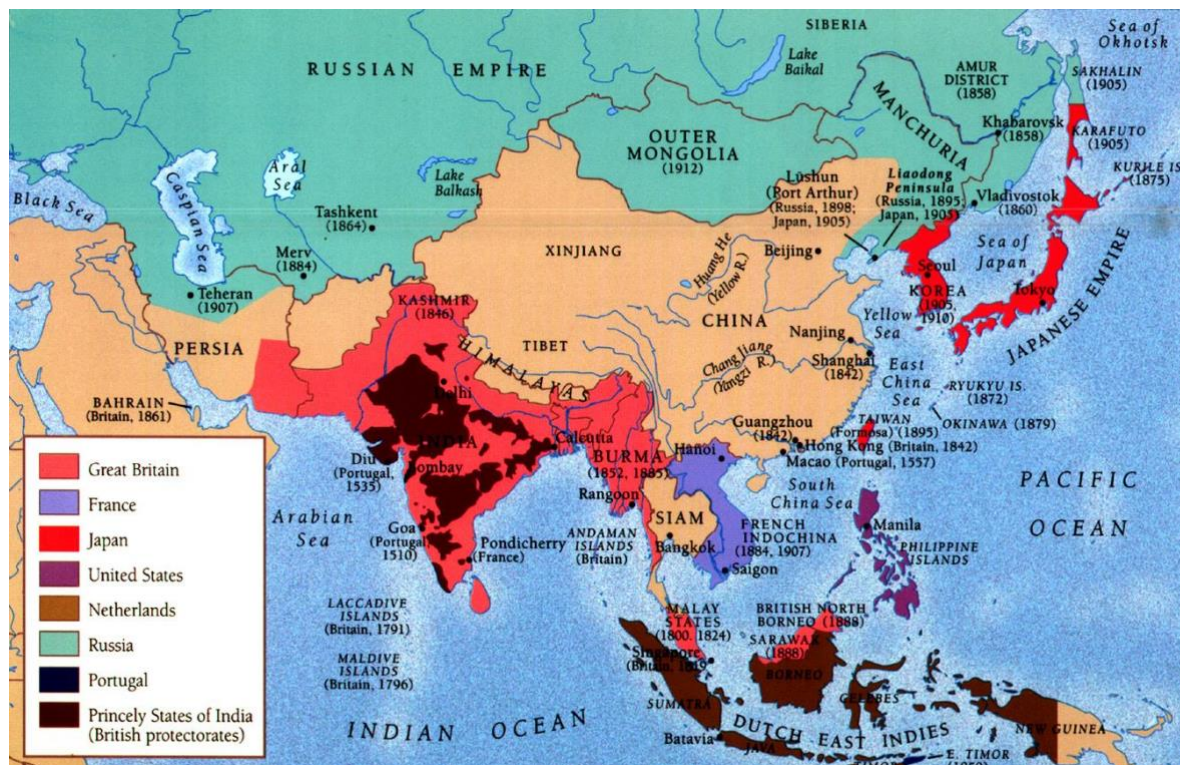 SIBERIA
Sea of
Okhotsk
RUSSIAN EMPIRE
Lake
Baikal
AMUR
DISTRICT
(1858)
SAKHALIN
(1905)
MANCHURIA
Khabarovsk
(1858)
KARAFUTO
(1905)
OUTER
MONGOLIA
(1912)
Aral
Sea
Lake
Balkash
Caspian Sea
Black Sea
Lüshun
(Port Arthur)
(Russia, 1898;
Japan, 1905)
Liaodong
Peninsula
(Russia, 1895;
Japan, 1905)
KURILE IS.
(1875)
Vladivostok
(1860)
Tashkent
(1864)
Merv
(1884)
XINJIANG
Huang He
(Yellow R.)
Beijing
Sea of
Japan
Teheran
(1907)
KASHMIR
(1846)
Seoul
KOREA
(1905,
1910)
Tokyo
JAPANESE EMPIRE
PERSIA
HIMALAYAS
TIBET
CHINA
Nanjing
Yellow
Sea
Chang Jiang
(Yangzi R.)
Shanghai
(1842)
East
China
Sea
RYUKYU IS.
(1872)
BAHRAIN
(Britain, 1861)
Delhi
OKINAWA (1879)
Guangzhou
(1842)
TAIWAN
(Formosa) (1895)
INDIA
Calcutta
BURMA
(1852, 1885)
Hanoi
Hong Kong (Britain, 1842)
Macao (Portugal, 1557)
Diu
(Portugal,
1535)
Bombay
Rangoon
South
China Sea
PACIFIC
OCEAN
Arabian
Sea
Goa
(Portugal,
1510)
Pondicherry
(France)
ANDAMAN
ISLANDS
(Britain)
SIAM
Bangkok
FRENCH
INDOCHINA
(1884, 1907)
Saigon
Manila
PHILIPPINE
ISLANDS
LACCADIVE
ISLANDS
(Britain, 1791)
MALDIVE
ISLANDS
(Britain, 1796)
MALAY
STATES
(1800. 1824)
Singapore
(Britain, 1819
BRITISH NORTH
BORNEO (1888)
SARAWAK
(1888)
BORNEO
SUMATRA
CELEBES
INDIAN OCEAN
DUTCH EAST INDIES
NEW GUINEA
Batavia
JAVA
E. TIMOR
Great Britain
France
Japan
United States
Netherlands
Russia
Portugal
Princely States of India
(British protectorates)